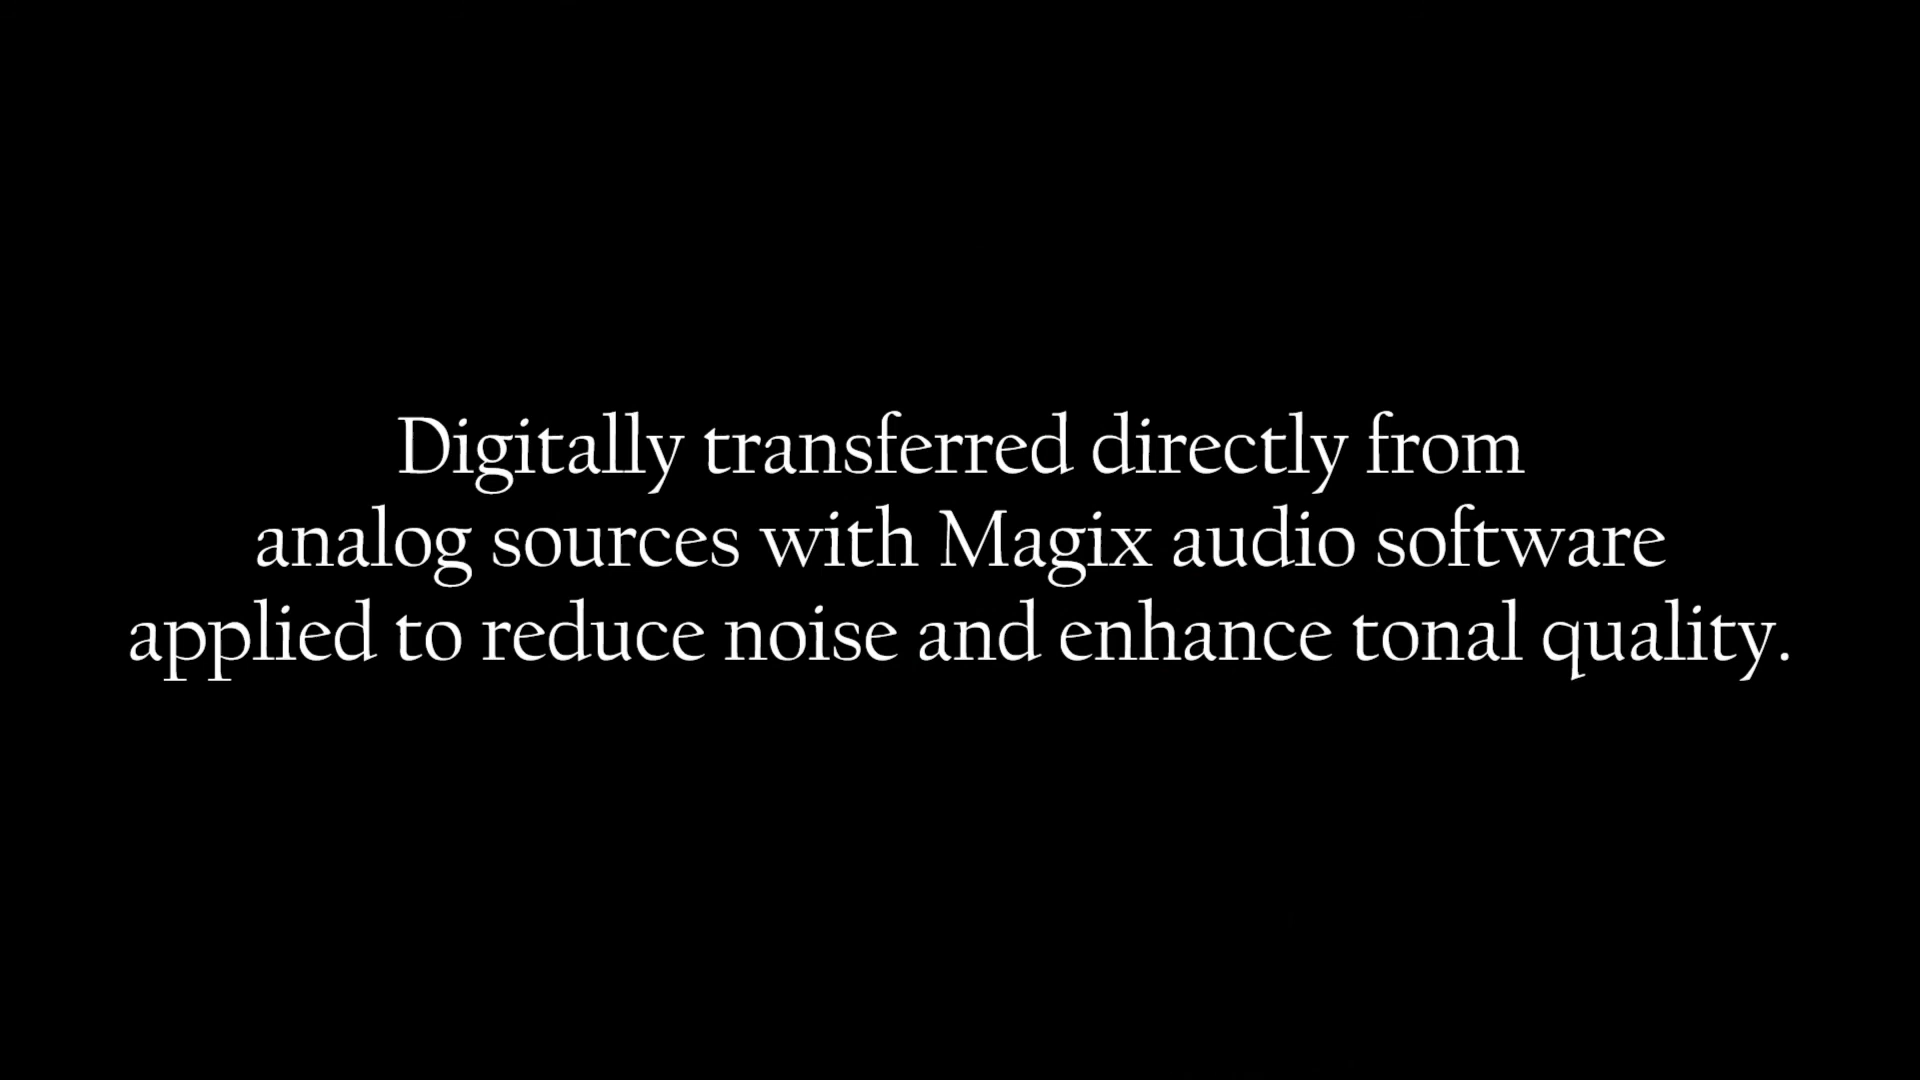 Digitally transferred directly from
analog sources with Magix audio software
applied to reduce noise and enhance tonal quality.